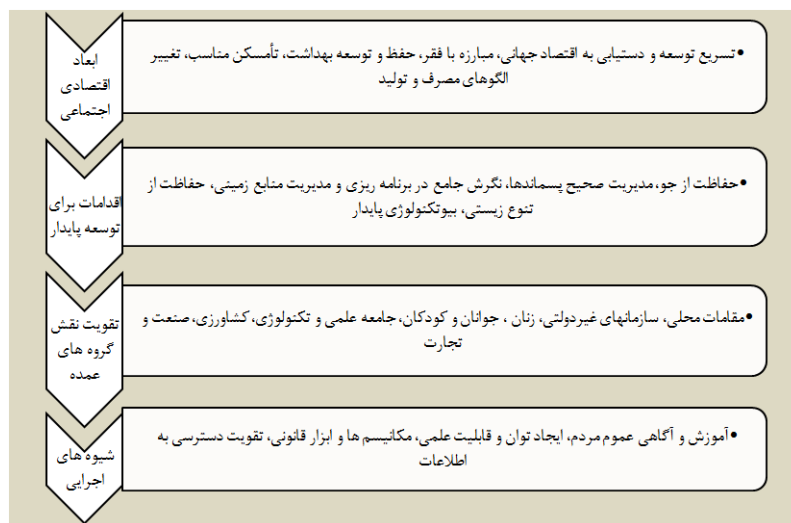 ابعاد
اقتصادی
اجتماعی
•تسریع توسعه و دستیابی به اقتصاد جهانی، مبارزه با فقر، حفظ و توسعه بهداشت، تأمسکن مناسب، تغییر
الگوهای مصرف و تولید
اقدامات برای
توسعه پایدار
•حفاظت از جو، مدیریت صحیح پسماندها، نگرش جامع در برنامه ریزی و مدیریت منابع زمینی، حفاظت از
تنوع زیستی، بیوتکنولوژی پایدار
تقویت نقش
گروه های
عمده
•مقامات محلی، سازمانهای غیردولتی، زنان ، جوانان و کودکان، جامعه علمی و تکنولوژی، کشاورزی، صنعت و
تجارت
شیوه های
اجرایی
•آموزش و آگاهی عموم مردم، ایجاد توان و قابلیت علمی، مکانیسم ها و ابزار قانونی، تقویت دسترسی به
اطلاعات